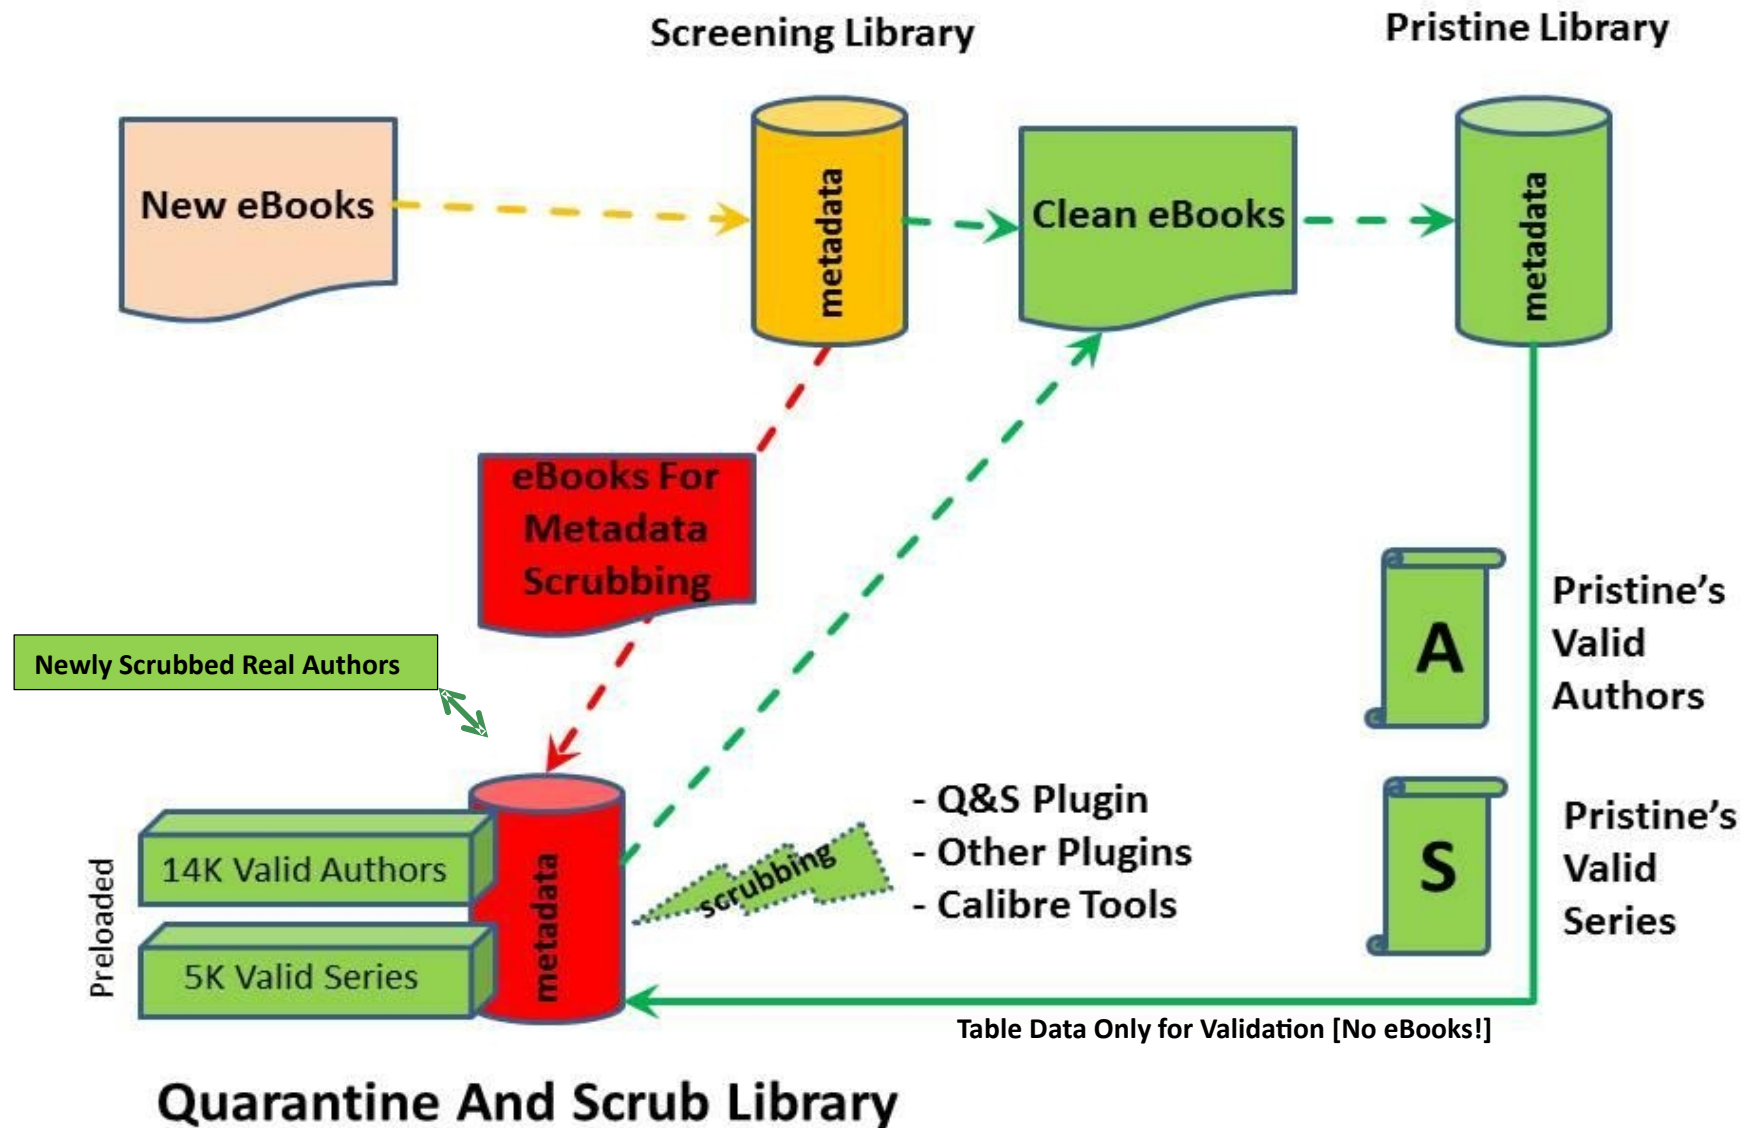 Screening Library
Pristine Library
New eBooks
metadata
Clean eBooks
metadata
eBooks For
Metadata
Scrubbing
Newly Scrubbed Real Authors
A
Pristine’s
Valid
Authors
Preloaded
14K Valid Authors
5K Valid Series
metadata
scrubbing
- Q&S Plugin
- Other Plugins
- Calibre Tools
S
Pristine’s
Valid
Series
Table Data Only for Validation [No eBooks!]
Quarantine And Scrub Library